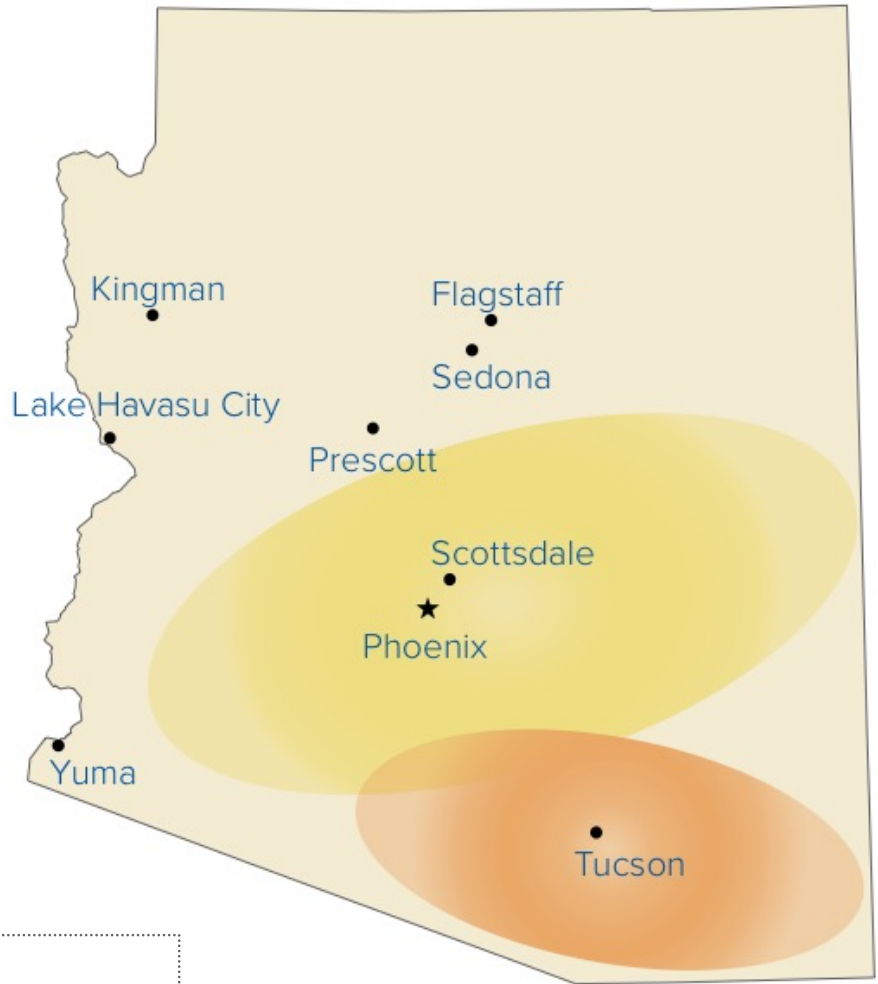 Kingman
Flagstaff
Sedona
Lake Havasu City
Prescott
Scottsdale
Phoenix
Yuma
Tucson